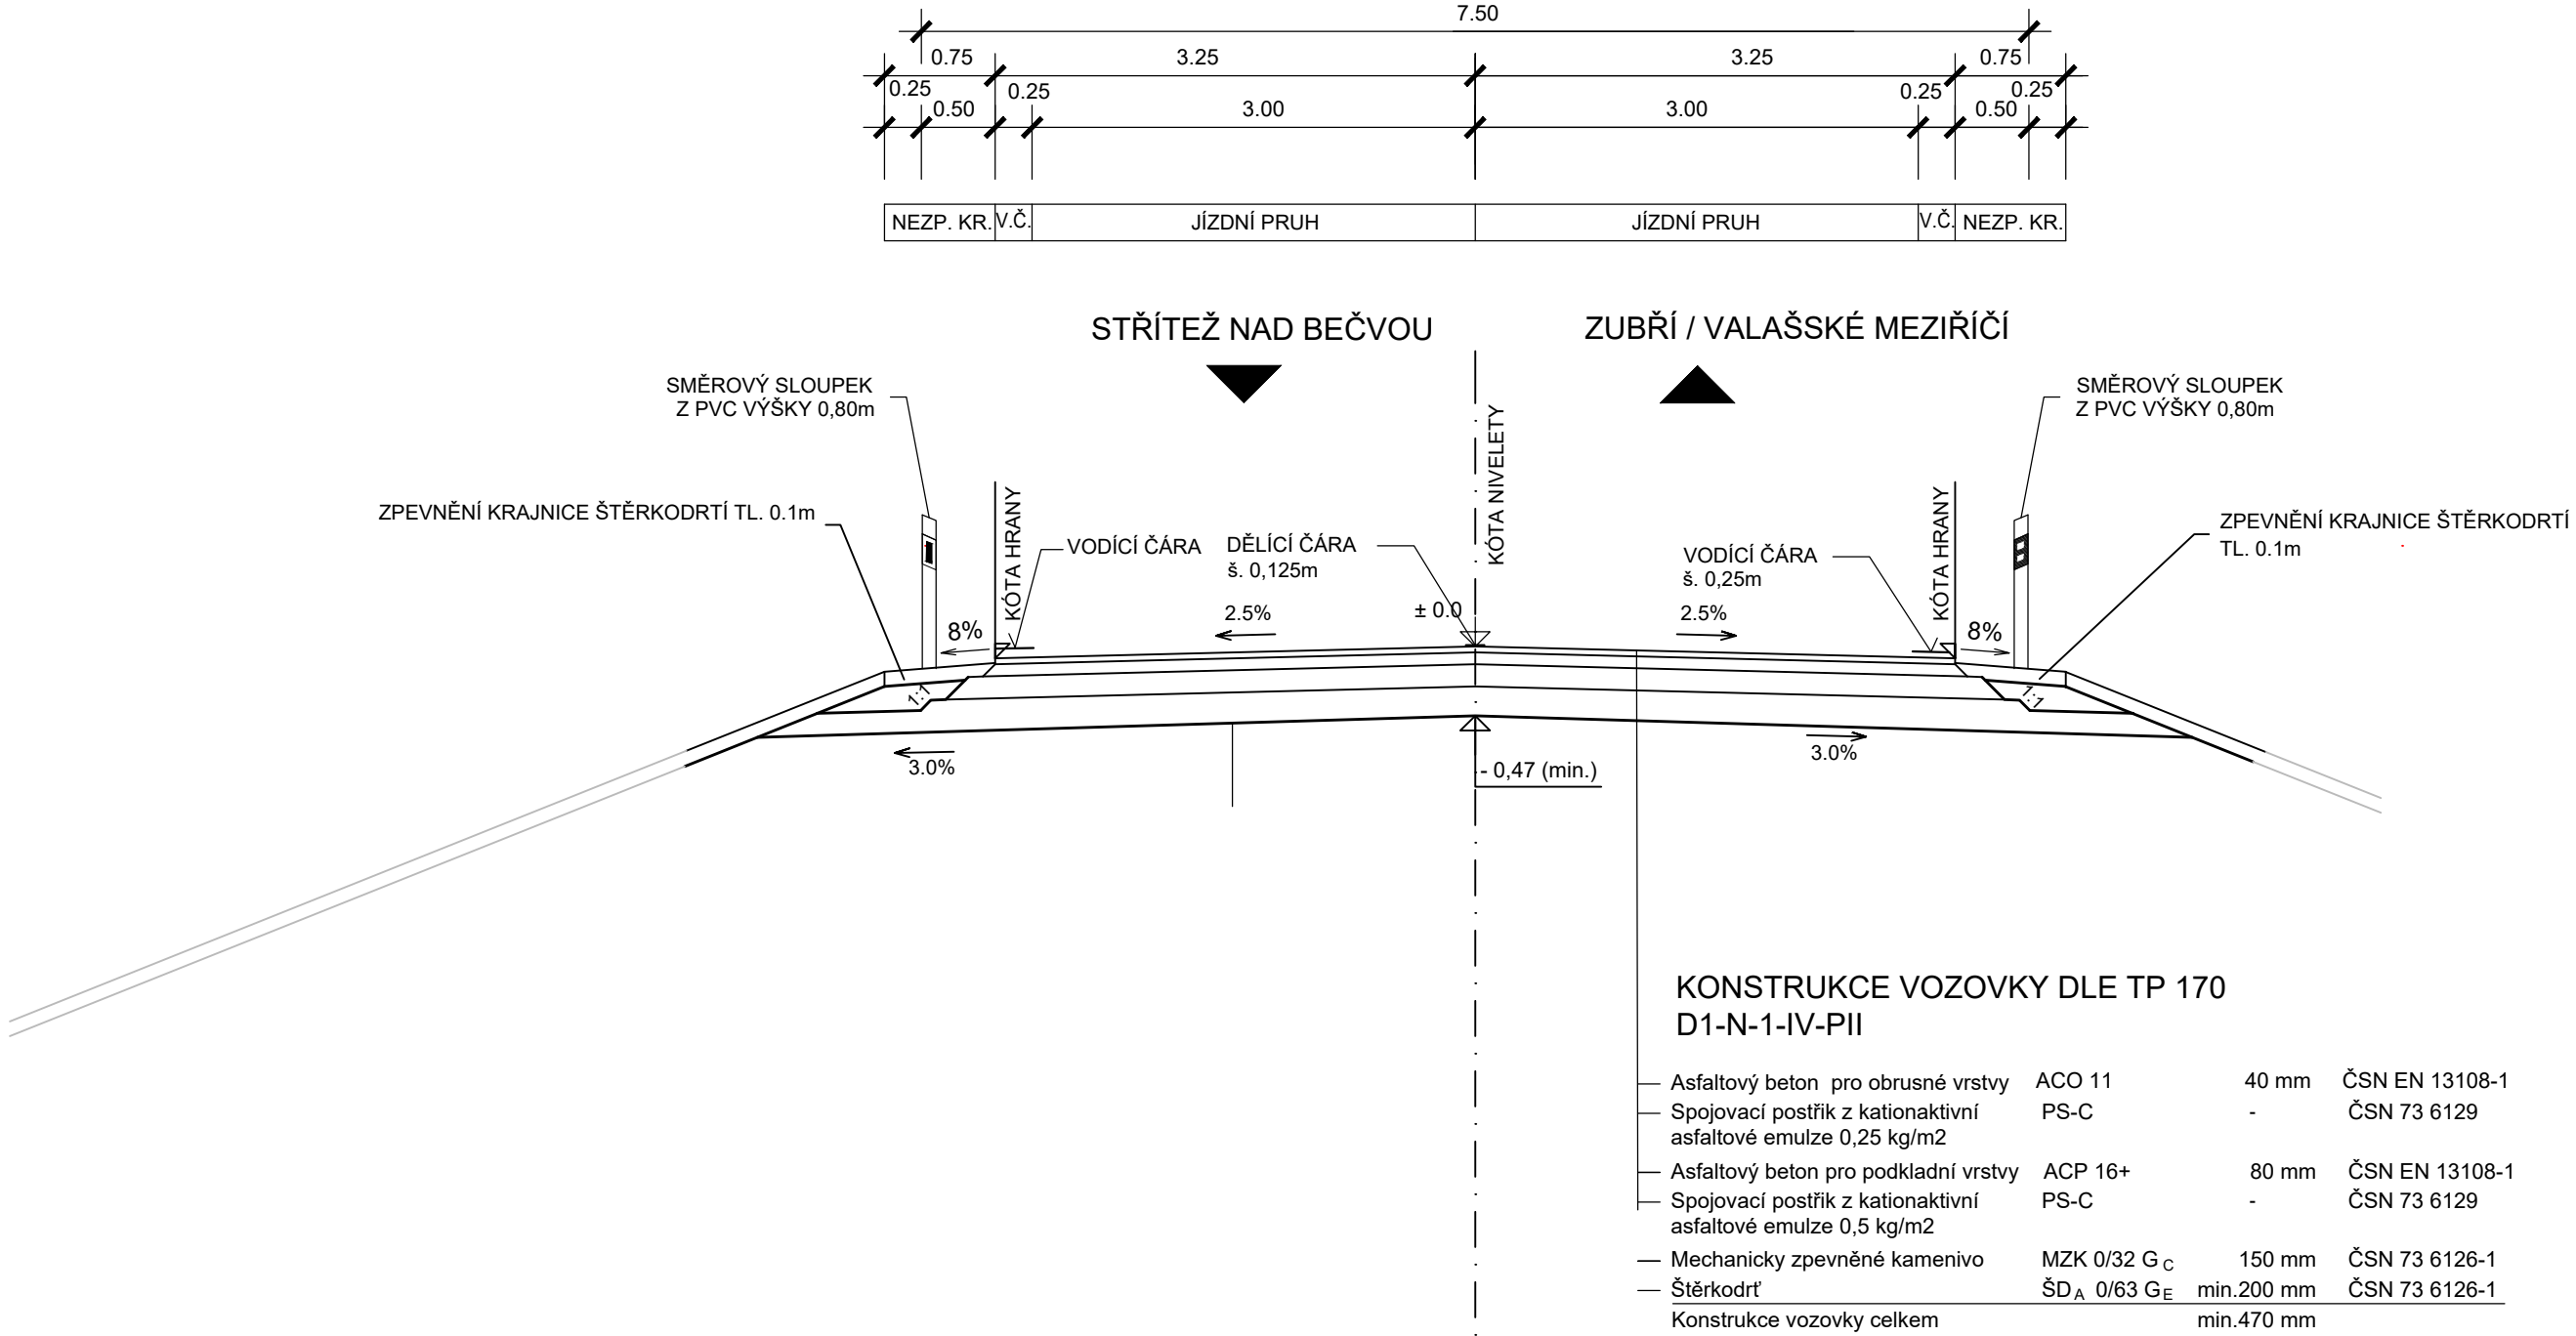 7.50
0.75 3.25 3.25 0.75
0.25 0.25 0.25 0.25
0.50 3.00 3.00 0.50
NEZP. KR. V.Č. JÍZDNÍ PRUH JÍZDNÍ PRUH V.Č. NEZP. KR.
STŘÍTEŽ NAD BEČVOU
ZUBŘÍ / VALAŠSKÉ MEZIŘÍČÍ
SMĚROVÝ SLOUPEK
Z PVC VÝŠKY 0,80m
SMĚROVÝ SLOUPEK
Z PVC VÝŠKY 0,80m
KÓTA NIVELETY
ZPEVNĚNÍ KRAJNICE ŠTĚRKODRTÍ TL. 0.1m
KÓTA HRANY
VODÍCÍ ČÁRA
DĚLÍCÍ ČÁRA
š. 0,125m
VODÍCÍ ČÁRA
š. 0,25m
KÓTA HRANY
ZPEVNĚNÍ KRAJNICE ŠTĚRKODRTÍ
TL. 0.1m
8%
2.5%
± 0.0
2.5%
8%
1:1
1:1
3.0%
- 0,47 (min.)
3.0%
KONSTRUKCE VOZOVKY DLE TP 170
D1-N-1-IV-PII
Asfaltový beton pro obrusné vrstvy ACO 11 40 mm ČSN EN 13108-1
Spojovací postřik z kationaktivní PS-C - ČSN 73 6129
asfaltové emulze 0,25 kg/m2
Asfaltový beton pro podkladní vrstvy ACP 16+ 80 mm ČSN EN 13108-1
Spojovací postřik z kationaktivní PS-C - ČSN 73 6129
asfaltové emulze 0,5 kg/m2
Mechanicky zpevněné kamenivo MZK 0/32 G C 150 mm ČSN 73 6126-1
Štěrkodrť ŠD A 0/63 G E min.200 mm ČSN 73 6126-1
Konstrukce vozovky celkem min.470 mm